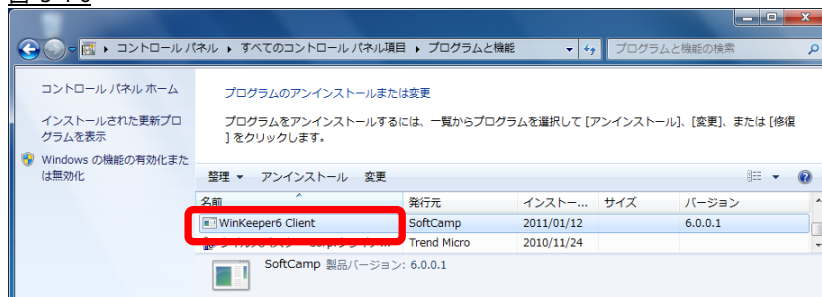 コントロール パネル ▸ すべてのコントロール パネル項目 ▸ プログラムと機能
プログラムと機能の検索
コントロール パネル ホーム
インストールされた更新プロ
グラムを表示
Windows の機能の有効化また
は無効化
プログラムのアンインストールまたは変更
プログラムをアンインストールするには、一覧からプログラムを選択して [アンインストール]、[変更]、または [修復
] をクリックします。
整理 ▼ アンインストール 変更
名前 発行元 インストー... サイズ バージョン
WinKeeper6 Client SoftCamp 2011/01/12 6.0.0.1
Trend Micro 2010/11/24
SoftCamp 製品バージョン: 6.0.0.1